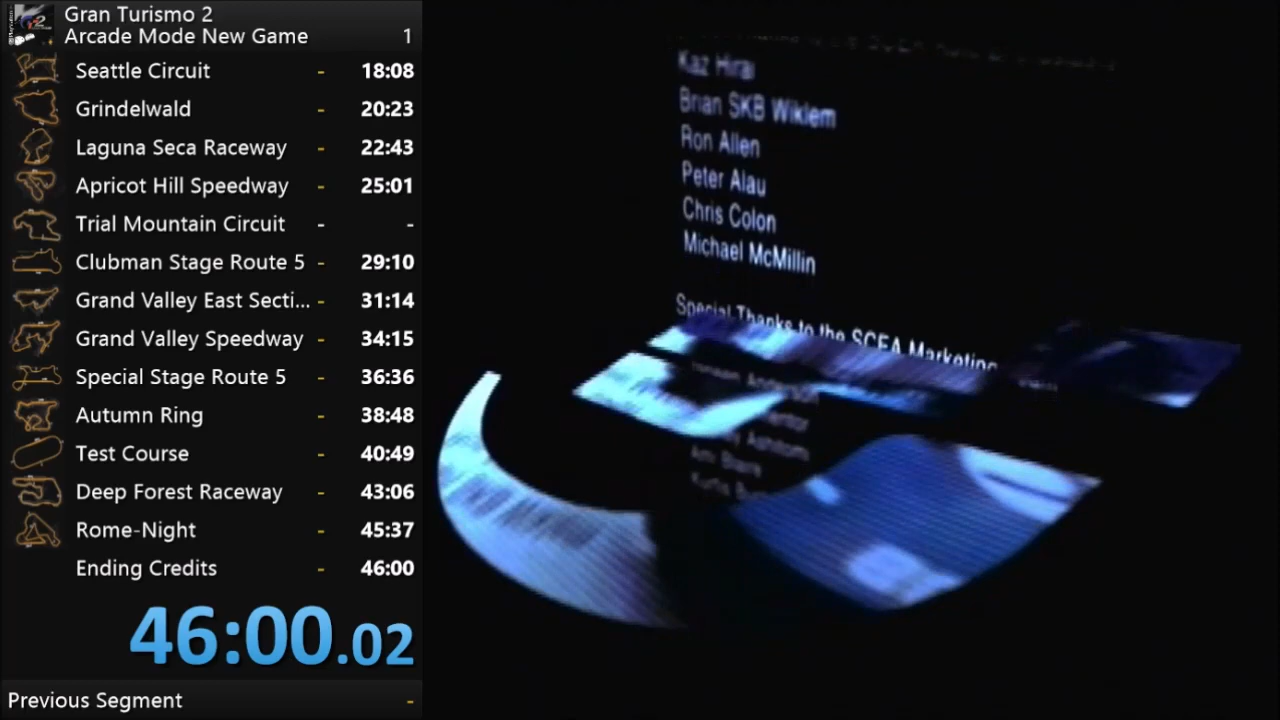 Gran Turismo 2
Arcade Mode New Game 1
Seattle Circuit - 18:08
Grindelwald - 20:23
Laguna Seca Raceway - 22:43
Apricot Hill Speedway - 25:01
Trial Mountain Circuit - -
Clubman Stage Route 5 - 29:10
Grand Valley East Secti... - 31:14
Grand Valley Speedway - 34:15
Special Stage Route 5 - 36:36
Autumn Ring - 38:48
Test Course - 40:49
Deep Forest Raceway - 43:06
Rome-Night - 45:37
Ending Credits - 46:00
46:00.02
Previous Segment -
Kaz Hirai
Brian SKB Wiklem
Ron Allen
Peter Alau
Chris Colon
Michael McMillin
Special Thanks to the SCEA Marketing